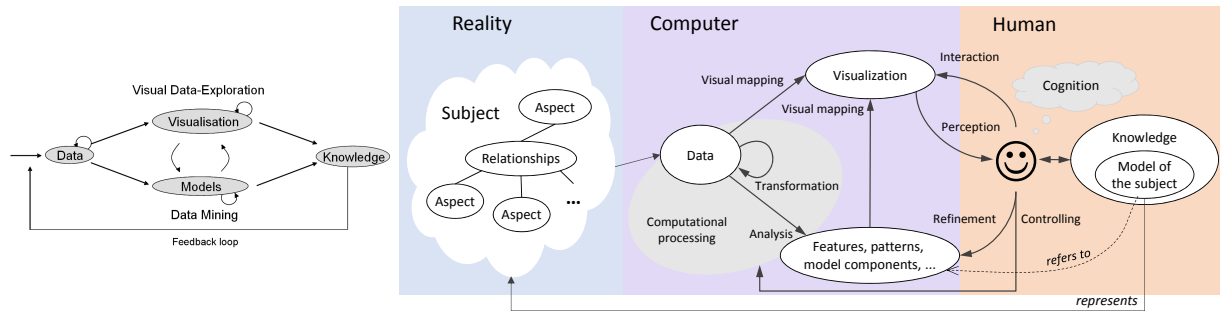 Visual Data-Exploration
Visualisation
Data
Knowledge
Models
Data Mining
Feedback loop
Reality
Computer
Human
Subject
Aspect
Relationships
Aspect
Aspect
...
Visual mapping
Visualization
Interaction
Cognition
Visual mapping
Data
Perception
Knowledge
Model of
the subject
Transformation
Computational
processing
Analysis
Refinement
Controlling
Features, patterns,
model components, ...
refers to
represents